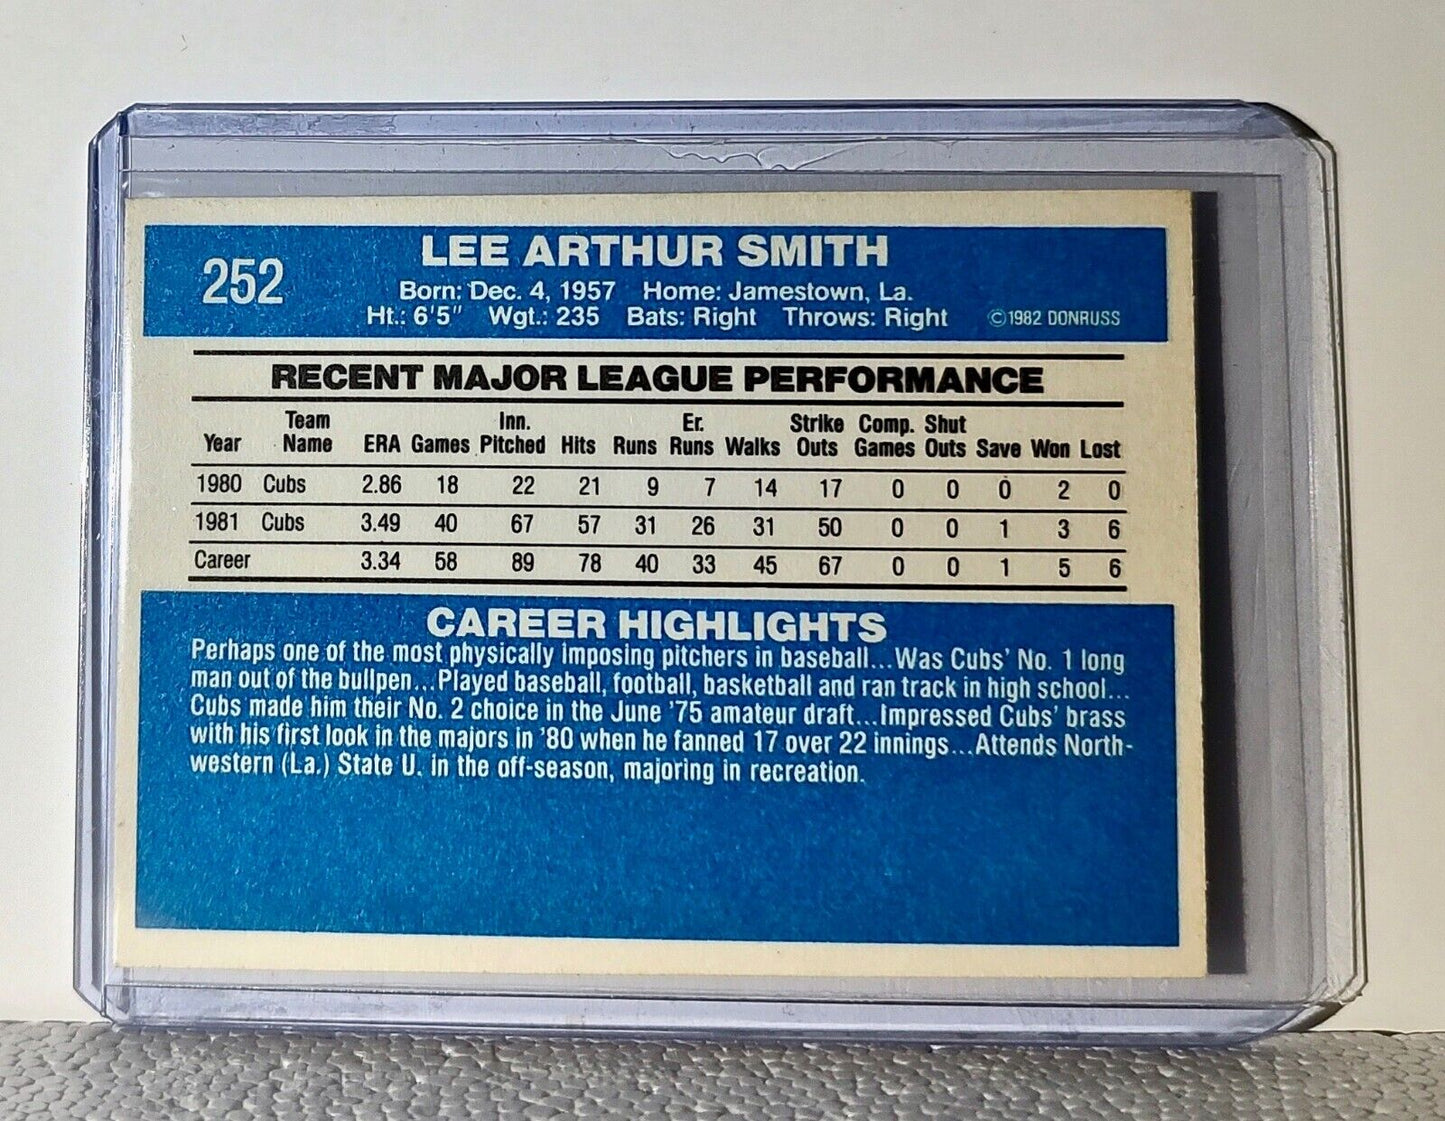 252
LEE ARTHUR SMITH
Born: Dec. 4, 1957 Home: Jamestown, La.
Ht.: 6'5" Wgt.: 235 Bats: Right Throws: Right
©1982 DONRUSS
RECENT MAJOR LEAGUE PERFORMANCE
Year Team Name ERA Games Inn. Pitched Hits Runs Er. Runs Walks Strike Outs Comp. Games Shut Outs Save Won Lost
1980 Cubs 2.86 18 22 21 9 7 14 17 0 0 0 2 0
1981 Cubs 3.49 40 67 57 31 26 31 50 0 0 1 3 6
Career 3.34 58 89 78 40 33 45 67 0 0 1 5 6
CAREER HIGHLIGHTS
Perhaps one of the most physically imposing pitchers in baseball...Was Cubs' No. 1 long
man out of the bullpen...Played baseball, football, basketball and ran track in high school...
Cubs made him their No. 2 choice in the June '75 amateur draft...Impressed Cubs' brass
with his first look in the majors in '80 when he fanned 17 over 22 innings...Attends North-
western (La.) State U. in the off-season, majoring in recreation.